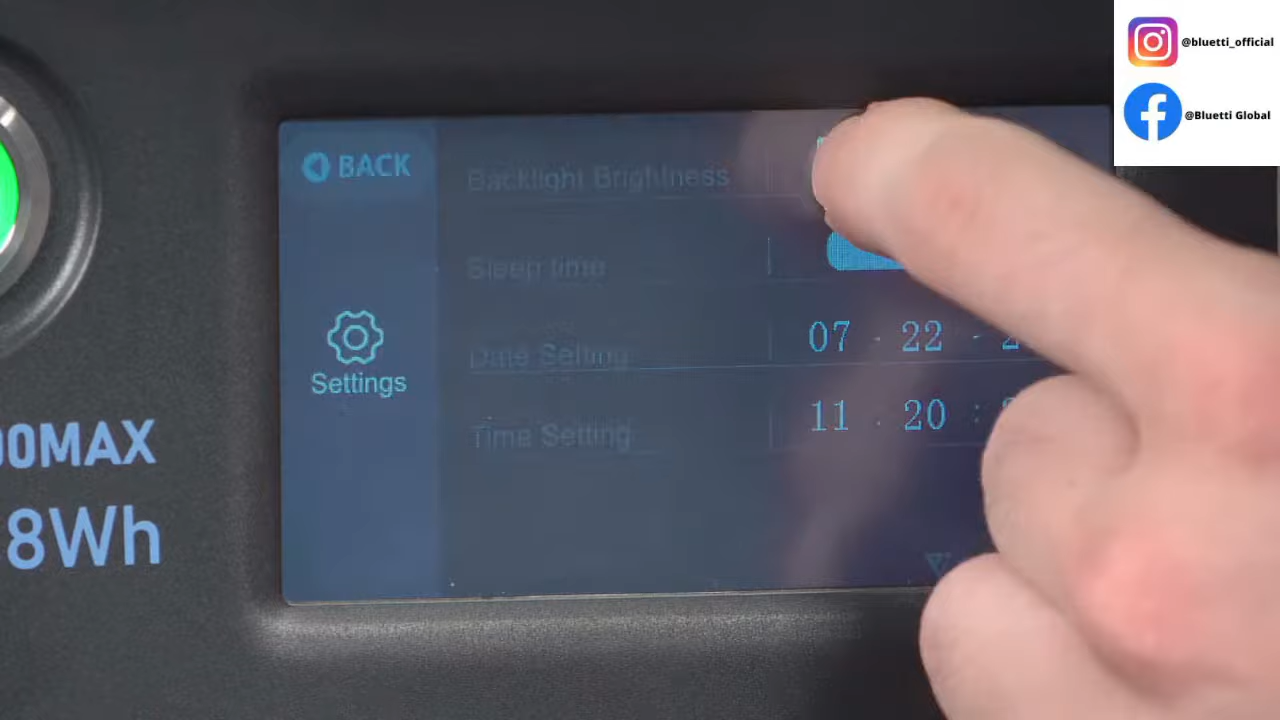 @bluetti_official
@Bluetti Global
BACK
Backlight Brightness
Sleep time
Date Setting
07 - 22 -
Time Setting
11 : 20 :
Settings
00MAX
8Wh